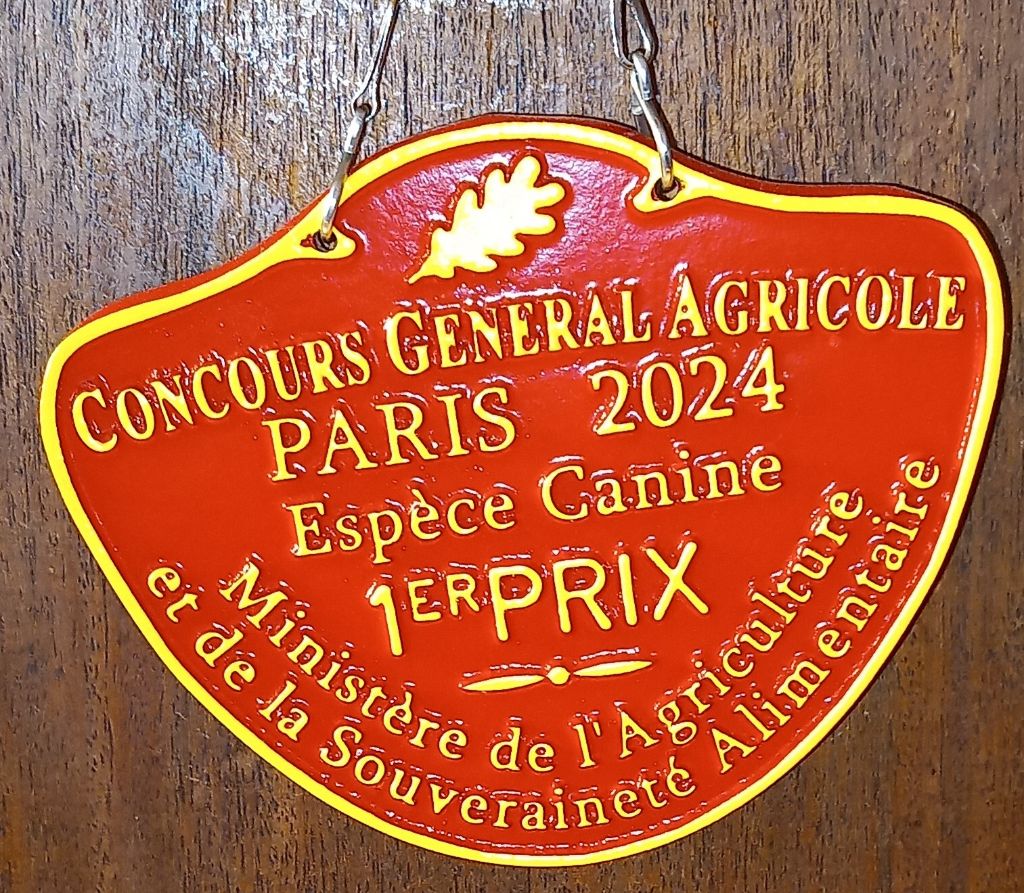 CONCOURS GENERAL AGRICOLE
PARIS 2024
Espèce Canine
1ER PRIX
Ministère de l'Agriculture
et de la Souveraineté Alimentaire